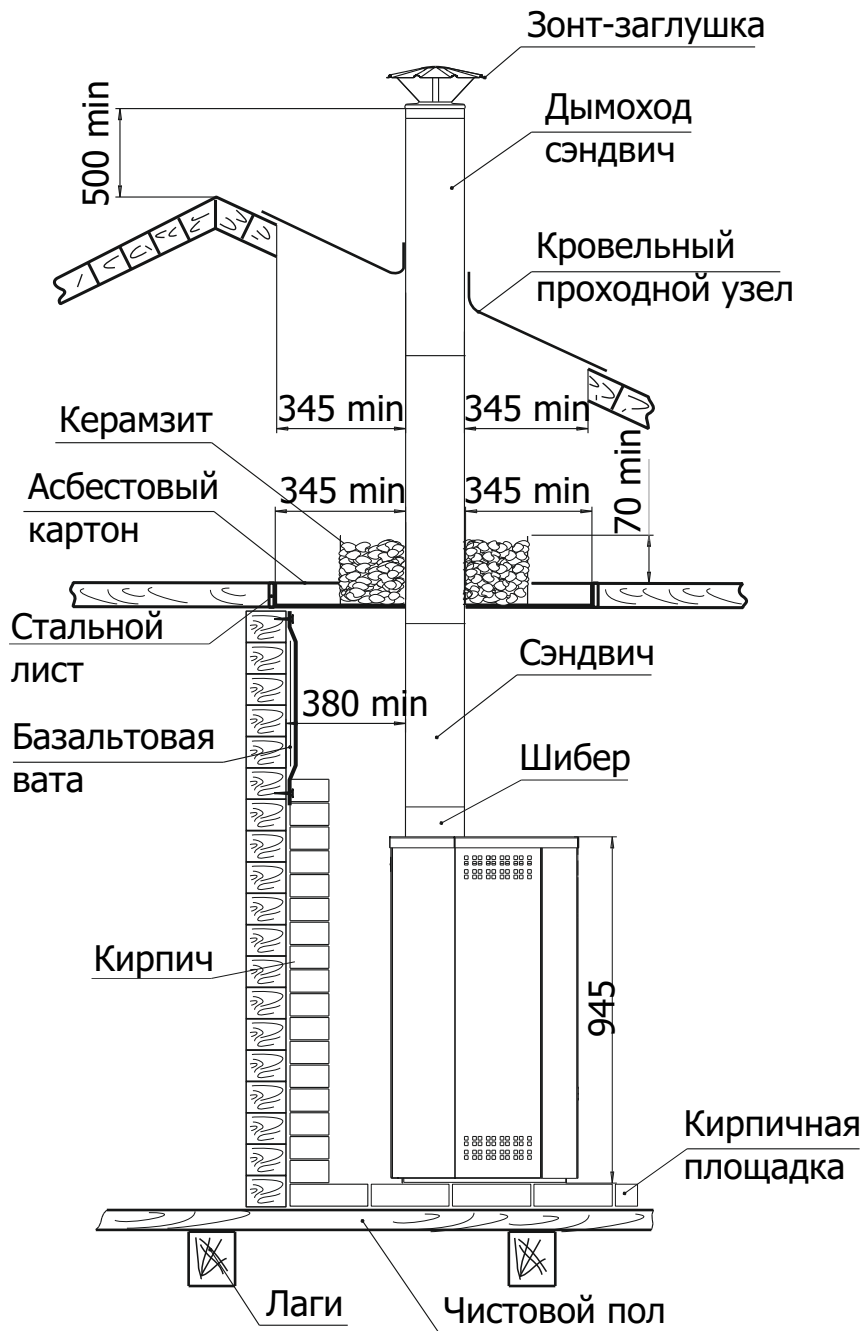 Зонт-заглушка
500 min
Дымоход
сэндвич
Кровельный
проходной узел
345 min
345 min
Керамзит
70 min
Асбестовый
картон
345 min
345 min
Стальной
лист
Сэндвич
380 min
Базальтовая
вата
Шибер
Кирпич
945
Кирпичная
площадка
Лаги
Чистовой пол